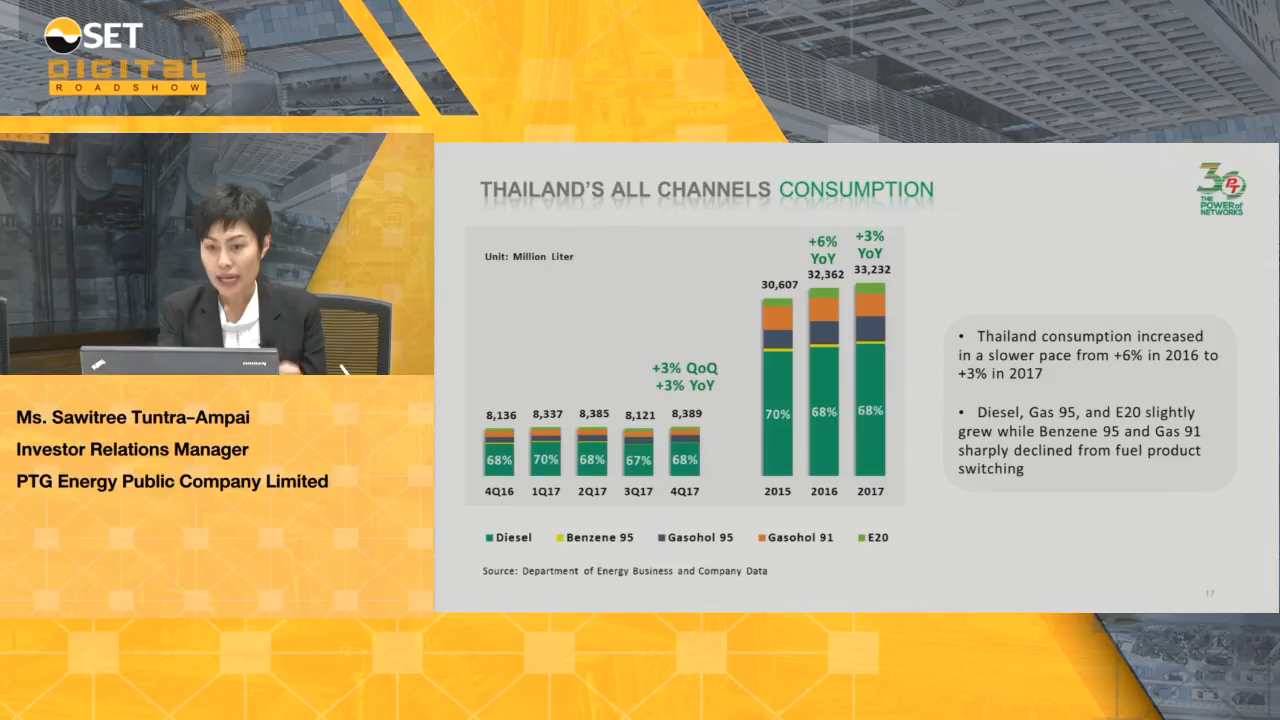 SET
DIGITAL
ROADSHOW
Ms. Sawitree Tuntra-Ampai
Investor Relations Manager
PTG Energy Public Company Limited
THAILAND'S ALL CHANNELS CONSUMPTION
30
PT
THE
POWER of
NETWORKS
Unit: Million Liter
+3% QoQ
+3% YoY
+6%
YoY
+3%
YoY
8,136
8,337
8,385
8,121
8,389
30,607
32,362
33,232
68%
70%
68%
67%
68%
70%
68%
68%
4Q16
1Q17
2Q17
3Q17
4Q17
2015
2016
2017
Diesel
Benzene 95
Gasohol 95
Gasohol 91
E20
Source: Department of Energy Business and Company Data
• Thailand consumption increased
in a slower pace from +6% in 2016 to
+3% in 2017
• Diesel, Gas 95, and E20 slightly
grew while Benzene 95 and Gas 91
sharply declined from fuel product
switching
17